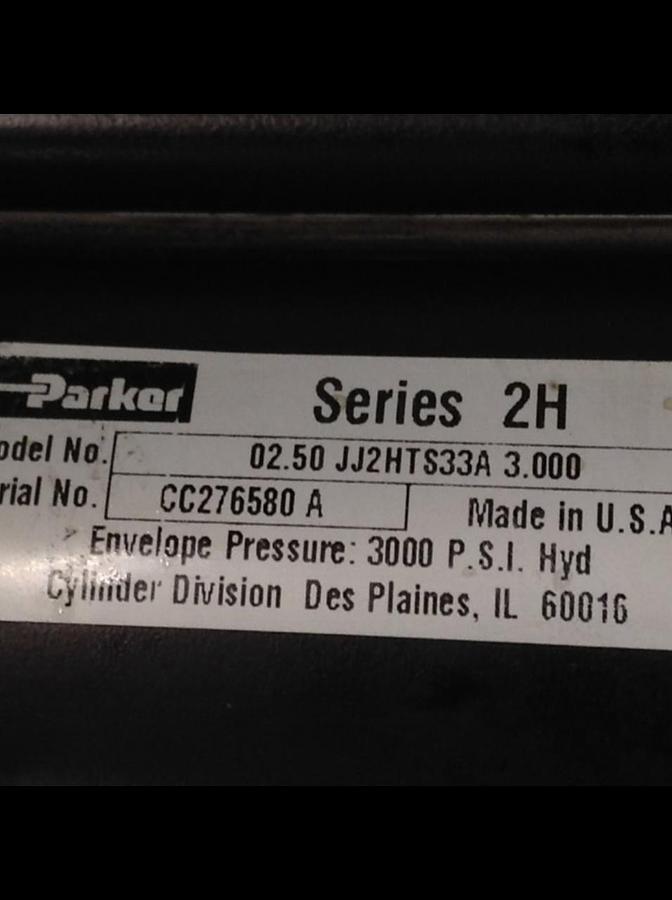 Parker Series 2H
odel No. 02.50 JJ2HTS33A 3.000
rial No. CC276580 A Made in U.S.A
Envelope Pressure: 3000 P.S.I. Hyd
Cylinder Division Des Plaines, IL 60016